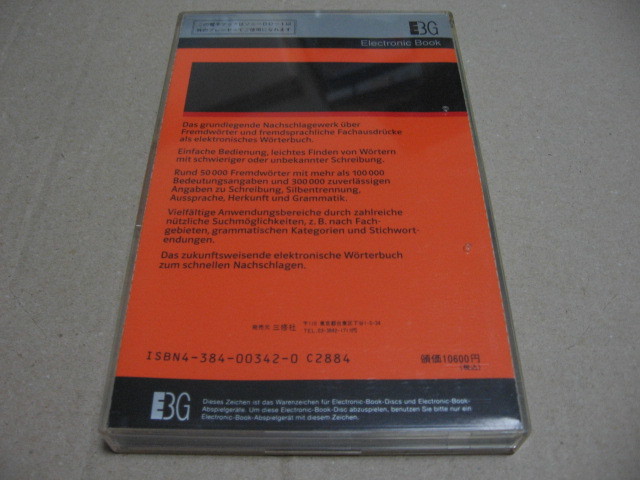 EBG
Electronic Book
Das grundlegende Nachschlagewerk über
Fremdwörter und fremdsprachliche Fachausdrücke
als elektronisches Wörterbuch.
Einfache Bedienung, leichtes Finden von Wörtern
mit schwieriger oder unbekannter Schreibung.
Rund 50 000 Fremdwörter mit mehr als 100 000
Bedeutungsangaben und 300 000 zuverlässigen
Angaben zu Schreibung, Silbentrennung,
Aussprache, Herkunft und Grammatik.
Vielfältige Anwendungsbereiche durch zahlreiche
nützliche Suchmöglichkeiten, z. B. nach Fach-
gebieten, grammatischen Kategorien und Stichwort-
endungen.
Das zukunftsweisende elektronische Wörterbuch
zum schnellen Nachschlagen.
発売元 三修社
ISBN4-384-00342-0 C2884
頒価10600円
(税込)
EBG
Dieses Zeichen ist das Warenzeichen für Electronic-Book-Discs und Electronic-Book-
Abspielgeräte. Um diese Electronic-Book-Disc abzuspielen, benutzen Sie bitte nur ein
Electronic-Book-Abspielgerät mit diesem Zeichen.